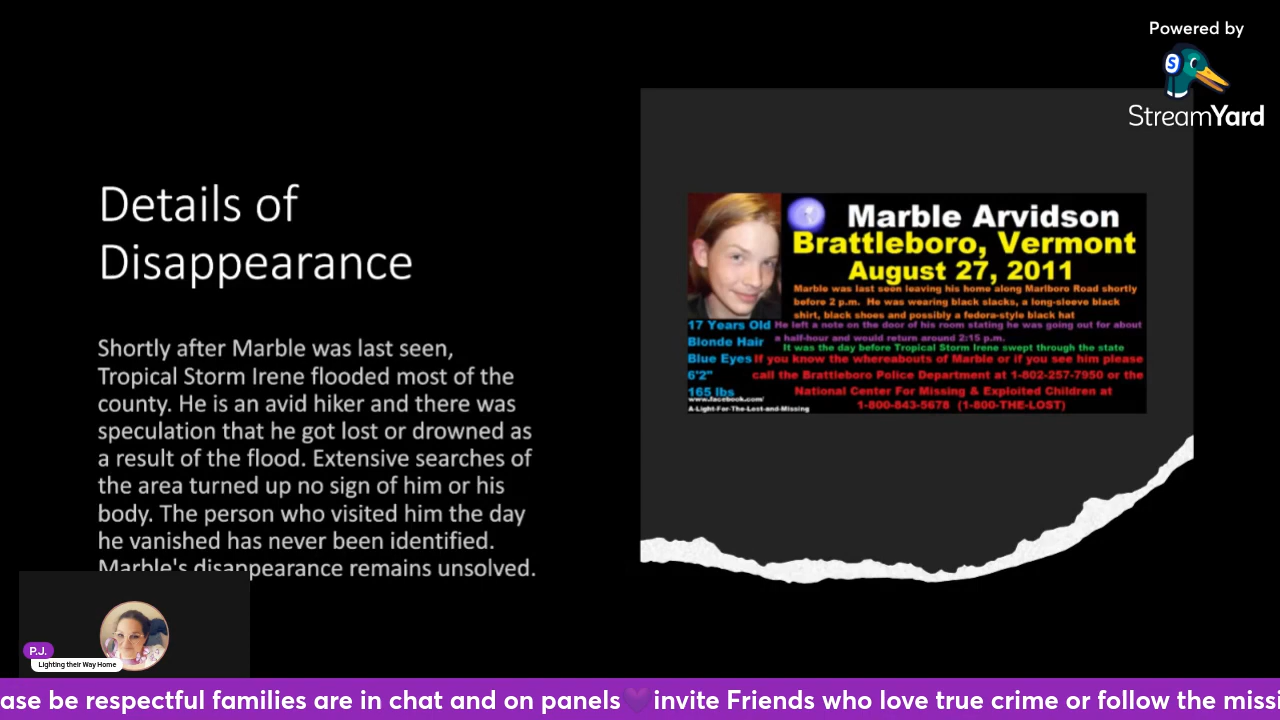 Powered by
StreamYard
Details of
Disappearance
Shortly after Marble was last seen,
Tropical Storm Irene flooded most of the
county. He is an avid hiker and there was
speculation that he got lost or drowned as
a result of the flood. Extensive searches of
the area turned up no sign of him or his
body. The person who visited him the day
he vanished has never been identified.
Marble's disappearance remains unsolved.
Marble Arvidson
Brattleboro, Vermont
August 27, 2011
Marble was last seen leaving his home along Marlboro Road shortly
before 2 p.m. He was wearing black slacks, a long-sleeve black
shirt, black shoes and possibly a fedora-style black hat
He left a note on the door of his room stating he was going out for about
a half-hour and would return around 2:15 p.m.
It was the day before Tropical Storm Irene swept through the state
If you know the whereabouts of Marble or if you see him please
call the Brattleboro Police Department at 1-802-257-7950 or the
National Center For Missing & Exploited Children at
1-800-843-5678 (1-800-THE-LOST)
17 Years Old
Blonde Hair
Blue Eyes
6'2"
165 lbs
www.facebook.com/
A-Light-For-The-Lost-and-Missing
P.J.
Lighting their Way Home
ase be respectful families are in chat and on panels💜invite Friends who love true crime or follow the miss